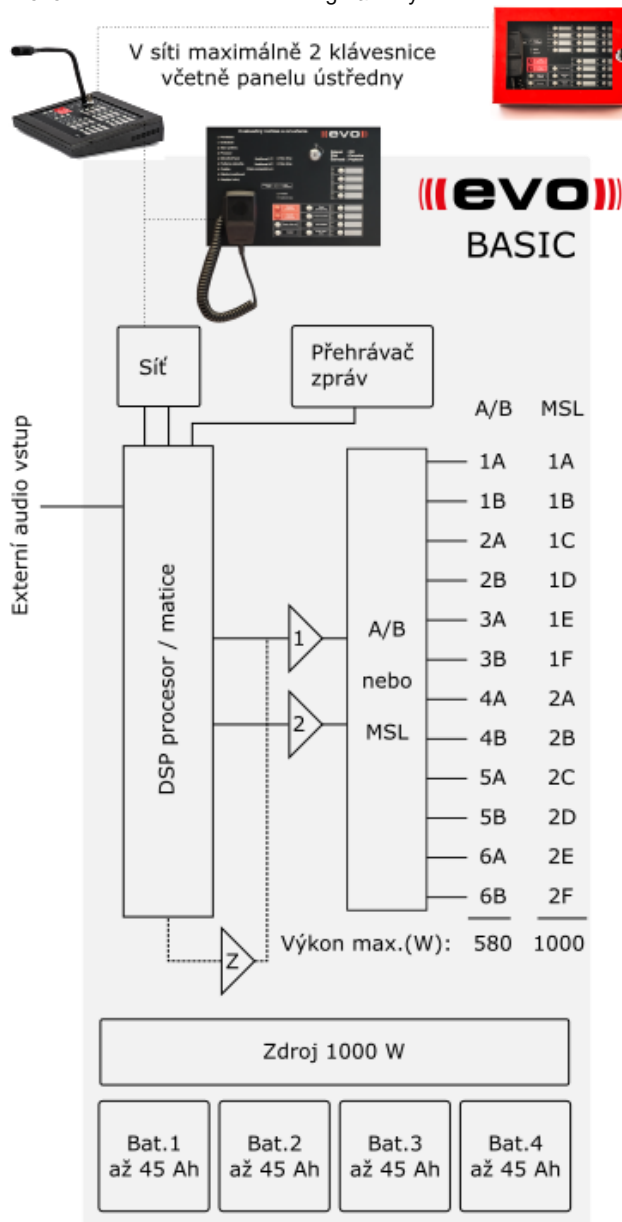 V síti maximálně 2 klávesnice
včetně panelu ústředny
evo
(((evo)))
BASIC
Síť
Přehrávač
zpráv
Externí audio vstup
DSP procesor / matice
1
2
Z
A/B
nebo
MSL
A/B MSL
1A 1A
1B 1B
2A 1C
2B 1D
3A 1E
3B 1F
4A 2A
4B 2B
5A 2C
5B 2D
6A 2E
6B 2F
Výkon max.(W): 580 1000
Zdroj 1000 W
Bat.1
až 45 Ah
Bat.2
až 45 Ah
Bat.3
až 45 Ah
Bat.4
až 45 Ah